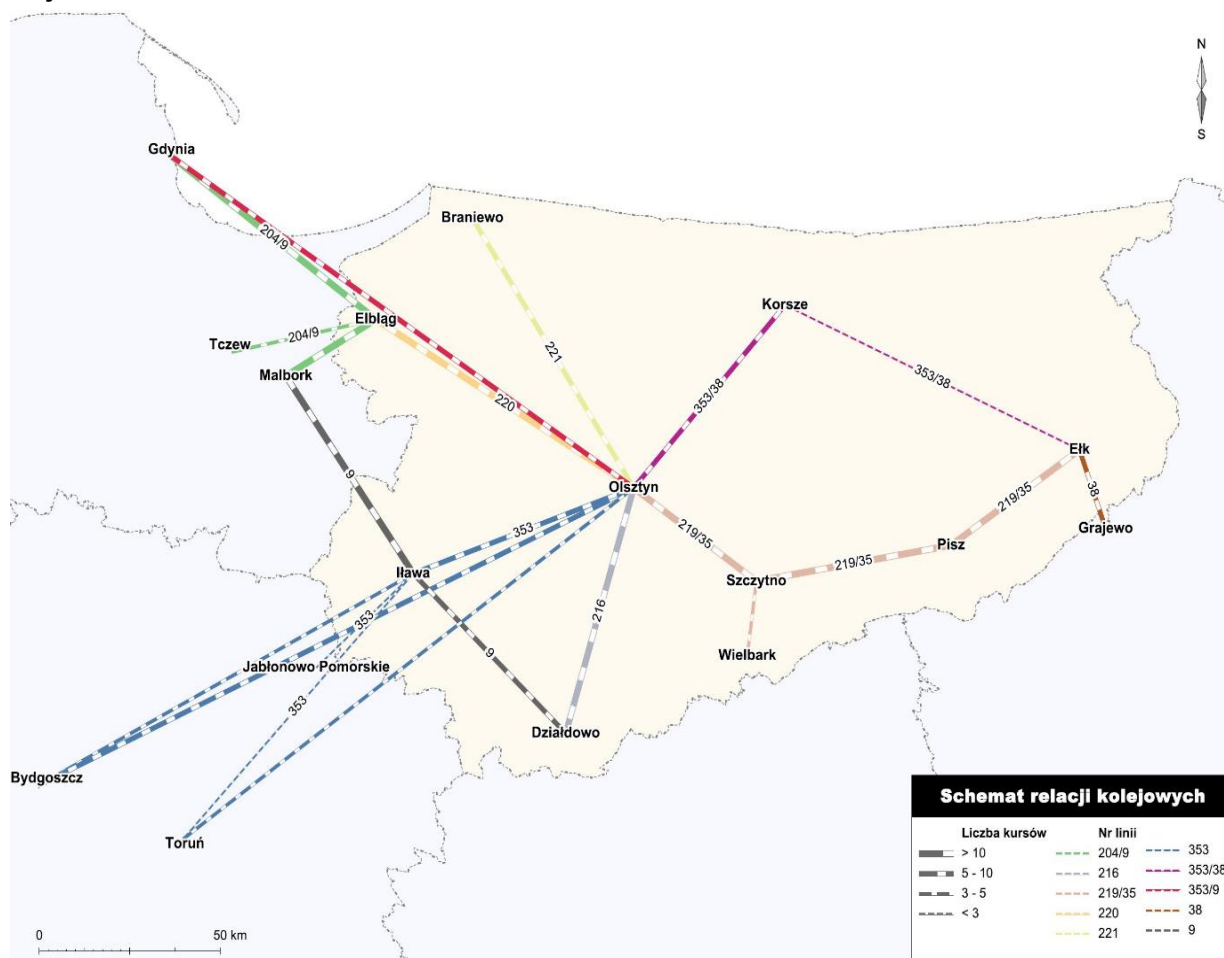 N
S
Gdynia
Braniewo
204/9
Korsze
Elbląg
204/9
Tczew
221
Malbork
353/38
353/38
220
Ełk
9
Olsztyn
38
219/35
353
219/35
Grajewo
Pisz
219/35
Iława
Szczytno
353
216
9
Wielbark
Jabłonowo Pomorskie
353
Działdowo
Bydgoszcz
Toruń
0 50 km
Schemat relacji kolejowych
Liczba kursów
> 10
5 - 10
3 - 5
< 3
Nr linii
204/9
216
219/35
220
221
353
353/38
353/9
38
9